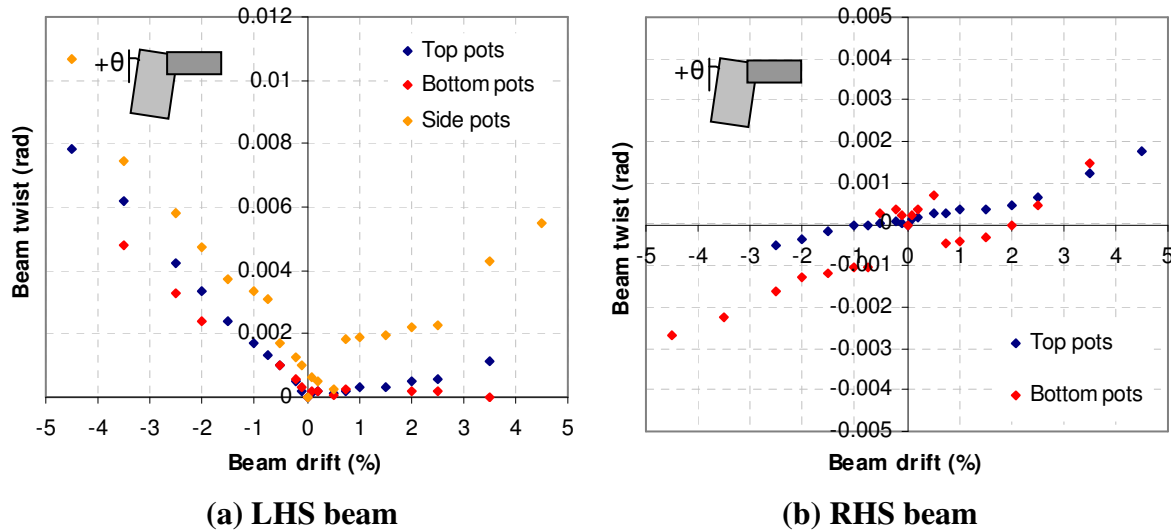 0.012
0.01
0.008
0.006
0.004
0.002
0
-5 -4 -3 -2 -1 0 1 2 3 4 5
Beam twist (rad)
Beam drift (%)
+θ
Top pots
Bottom pots
Side pots
(a) LHS beam
0.005
0.004
0.003
0.002
0.001
0
-0.001
-0.002
-0.003
-0.004
-0.005
-5 -4 -3 -2 -1 0 1 2 3 4 5
Beam twist (rad)
Beam drift (%)
+θ
Top pots
Bottom pots
(b) RHS beam